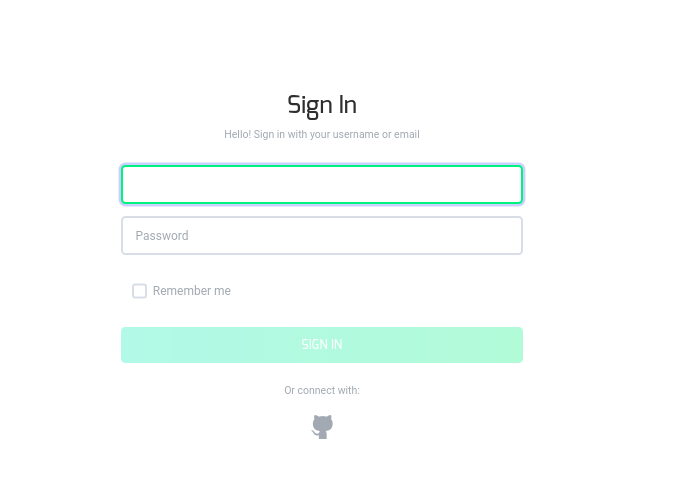 Sign In
Hello! Sign in with your username or email
Password
Remember me
SIGN IN
Or connect with: